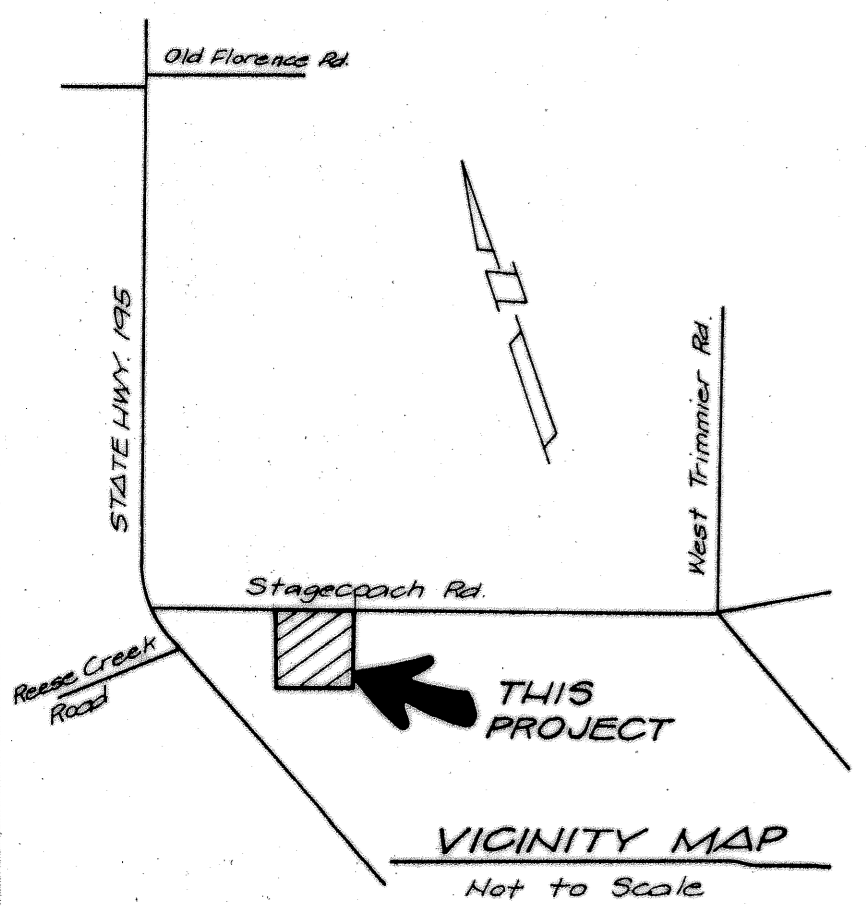 Old Florence Rd.
STATE HWY. 195
West Trimmier Rd.
Stagecoach Rd.
Reese Creek
Road
THIS
PROJECT
VICINITY MAP
Not to Scale